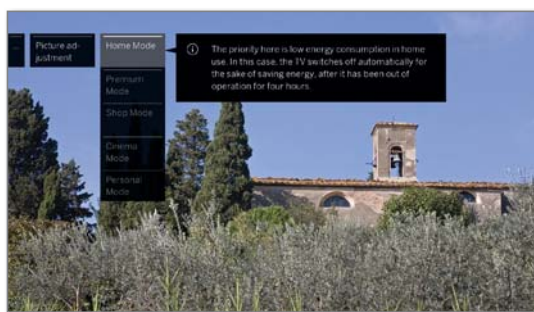 Picture ad-
justment
Home Mode
The priority here is low energy consumption in home
use. In this case, the TV switches off automatically for
the sake of saving energy, after it has been out of
operation for four hours.
Premium
Mode
Shop Mode
Cinema
Mode
Personal
Mode